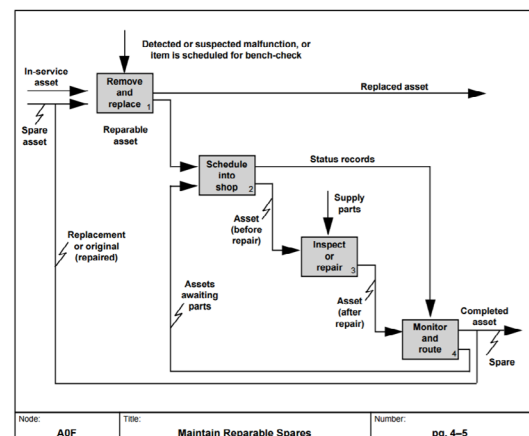 Detected or suspected malfunction, or
item is scheduled for bench-check
In-service
asset
Remove
and
replace
1
Replaced asset
Spare
asset
Reparable
asset
Schedule
into
shop
2
Status records
Supply
parts
Asset
(before
repair)
Replacement
or original
(repaired)
Inspect
or
repair
3
Assets
awaiting
parts
Asset
(after
repair)
Completed
asset
Monitor
and
route
4
Spare
Node:
A0F
Title:
Maintain Reparable Spares
Number:
pg. 4–5